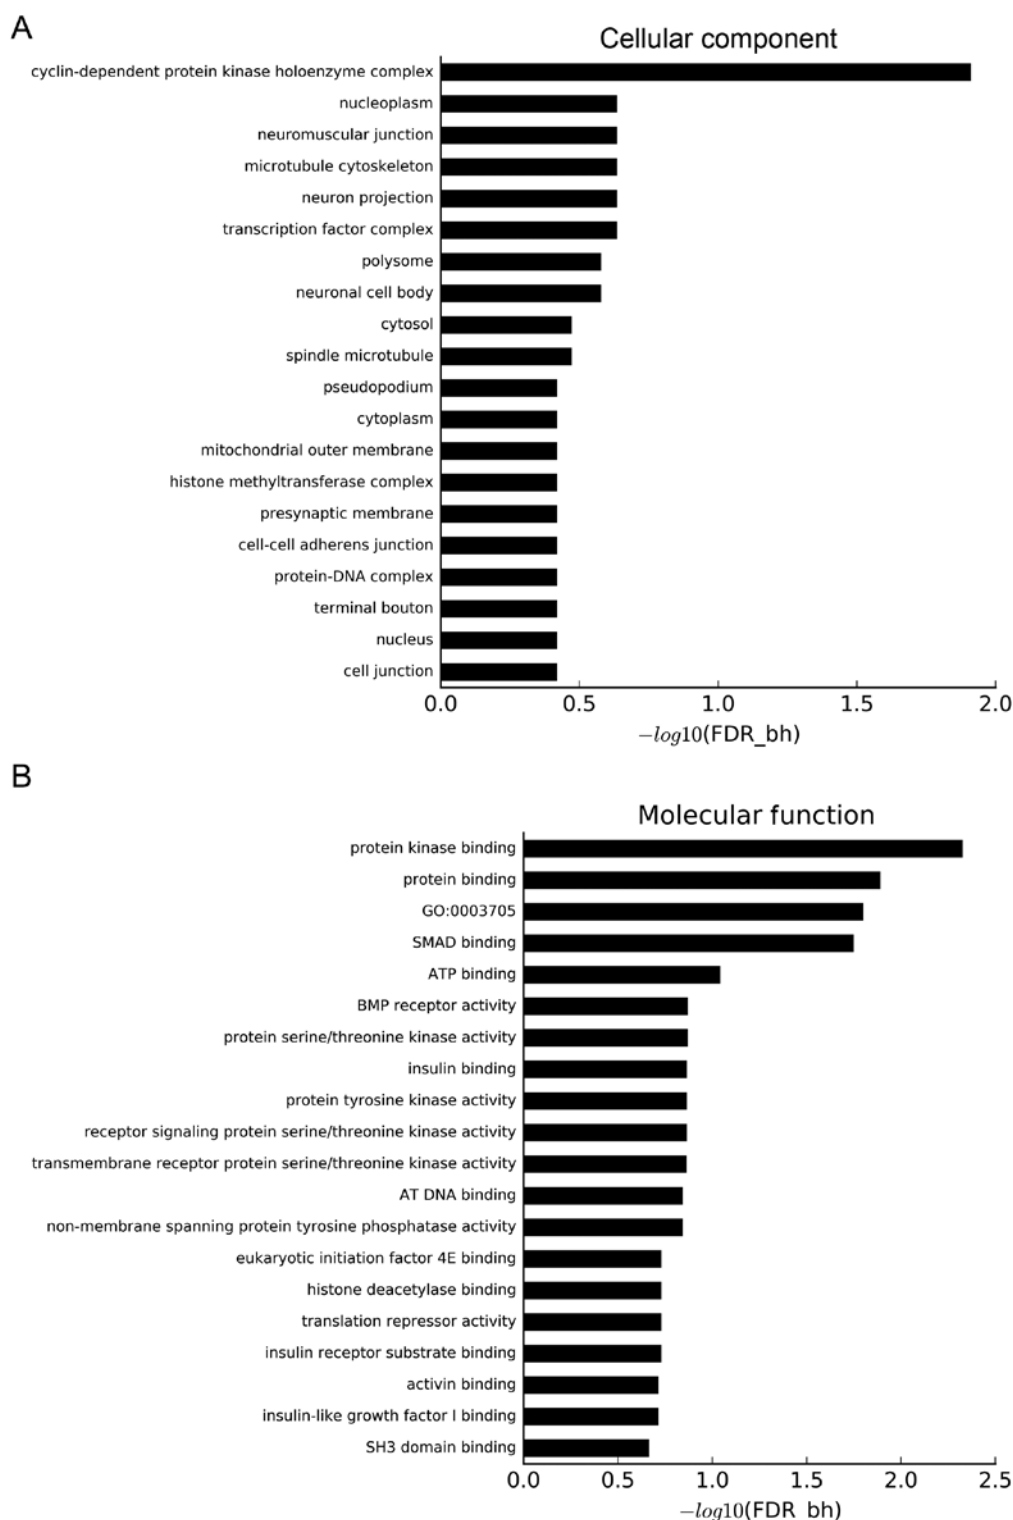 A
Cellular component
cyclin-dependent protein kinase holoenzyme complex
nucleoplasm
neuromuscular junction
microtubule cytoskeleton
neuron projection
transcription factor complex
polysome
neuronal cell body
cytosol
spindle microtubule
pseudopodium
cytoplasm
mitochondrial outer membrane
histone methyltransferase complex
presynaptic membrane
cell-cell adherens junction
protein-DNA complex
terminal bouton
nucleus
cell junction
0.0 0.5 1.0 1.5 2.0
−log10(FDR_bh)
B
Molecular function
protein kinase binding
protein binding
GO:0003705
SMAD binding
ATP binding
BMP receptor activity
protein serine/threonine kinase activity
insulin binding
protein tyrosine kinase activity
receptor signaling protein serine/threonine kinase activity
transmembrane receptor protein serine/threonine kinase activity
AT DNA binding
non-membrane spanning protein tyrosine phosphatase activity
eukaryotic initiation factor 4E binding
histone deacetylase binding
translation repressor activity
insulin receptor substrate binding
activin binding
insulin-like growth factor I binding
SH3 domain binding
0.0 0.5 1.0 1.5 2.0 2.5
−log10(FDR_bh)